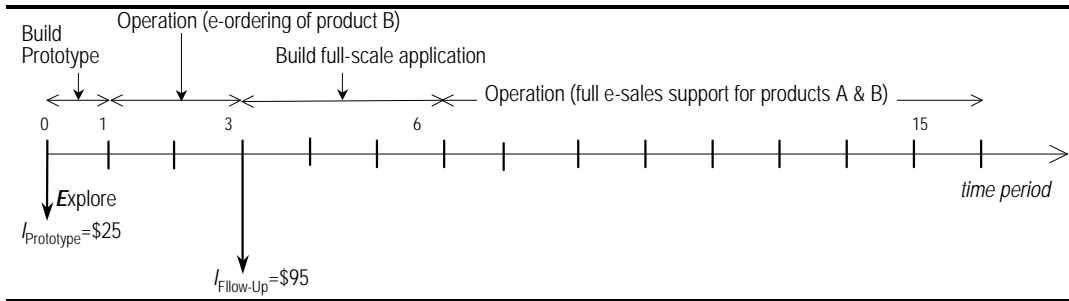 Operation (e-ordering of product B)
Build
Prototype
Build full-scale application
Operation (full e-sales support for products A & B)
0 1 3 6 15
Explore
time period
IPrototype=$25
IFllow-Up=$95